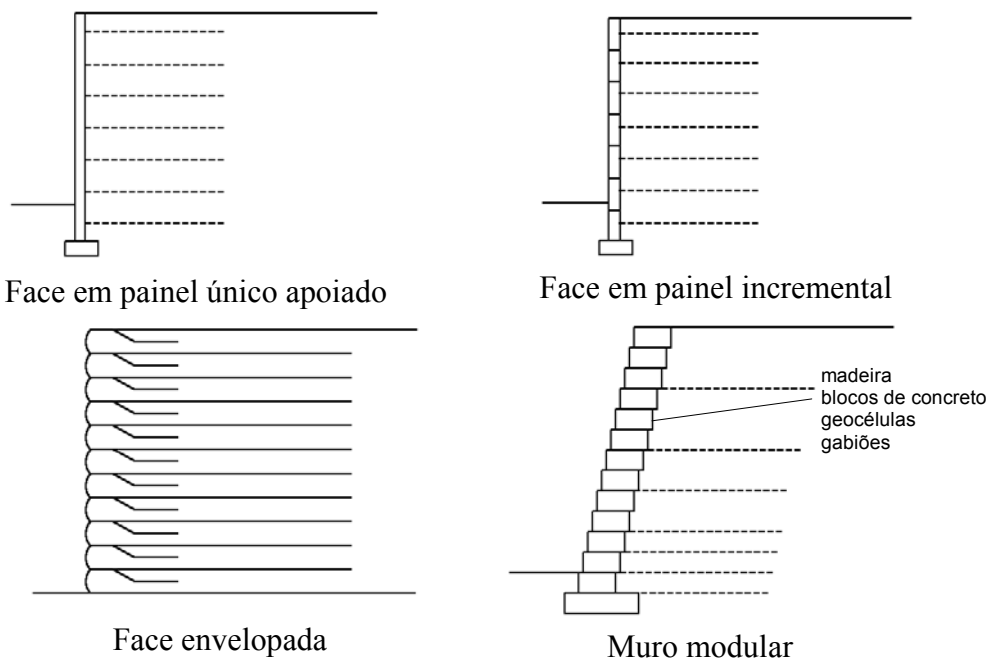 Face em painel único apoiado
Face em painel incremental
madeira
blocos de concreto
geocélulas
gabiões
Face envelopada
Muro modular